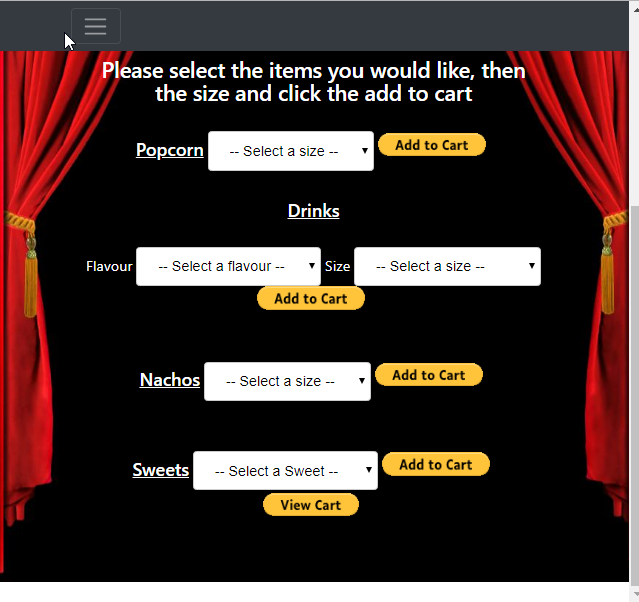 Please select the items you would like, then
the size and click the add to cart
Popcorn -- Select a size -- Add to Cart
Drinks
Flavour -- Select a flavour -- Size -- Select a size --
Add to Cart
Nachos -- Select a size -- Add to Cart
Sweets -- Select a Sweet -- Add to Cart
View Cart